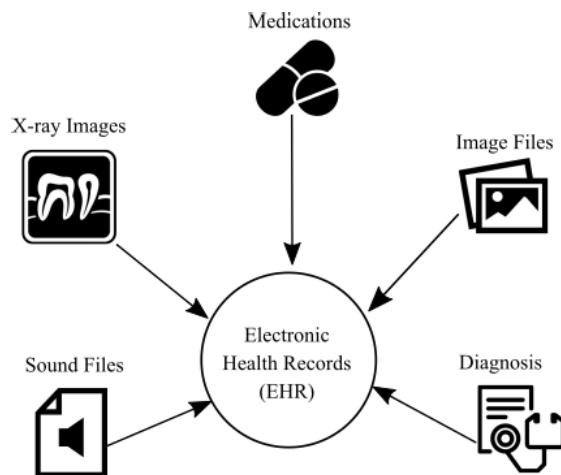 Medications
X-ray Images
Image Files
Electronic
Health Records
(EHR)
Sound Files
Diagnosis